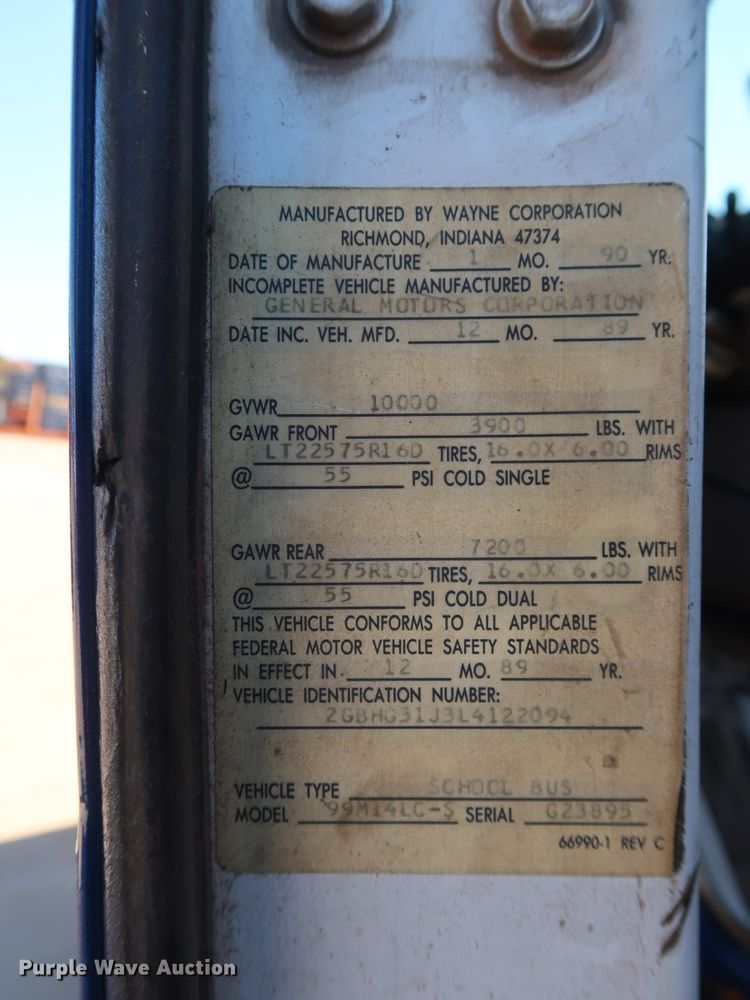 MANUFACTURED BY WAYNE CORPORATION
RICHMOND, INDIANA 47374
DATE OF MANUFACTURE 1 MO. 90 YR.
INCOMPLETE VEHICLE MANUFACTURED BY:
GENERAL MOTORS CORPORATION
DATE INC. VEH. MFD. 12 MO. 89 YR.
GVWR 10000
GAWR FRONT 3900 LBS. WITH
LT22575R16D TIRES, 16.0X 6.00 RIMS
@ 55 PSI COLD SINGLE
GAWR REAR 7200 LBS. WITH
LT22575R16D TIRES, 16.0X 6.00 RIMS
@ 55 PSI COLD DUAL
THIS VEHICLE CONFORMS TO ALL APPLICABLE
FEDERAL MOTOR VEHICLE SAFETY STANDARDS
IN EFFECT IN 12 MO. 89 YR.
VEHICLE IDENTIFICATION NUMBER:
2GBHG31J3L4122094
VEHICLE TYPE SCHOOL BUS
MODEL 99M14LC-S SERIAL G23895
66990-1 REV C
Purple Wave Auction